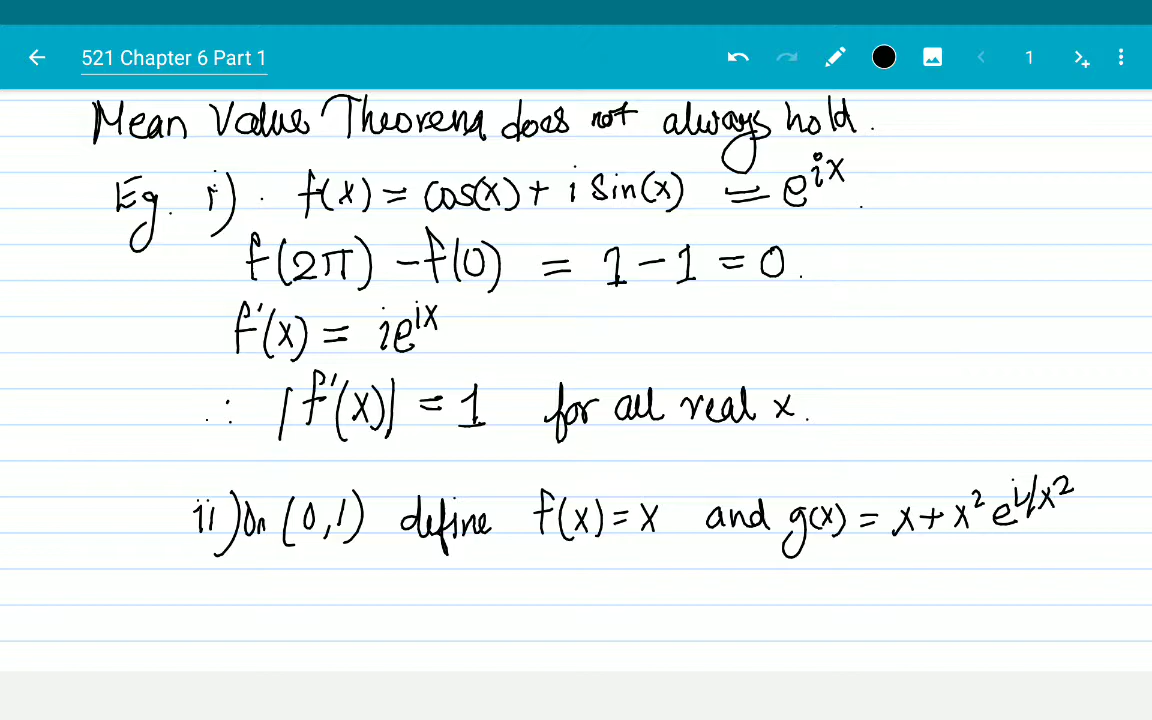 521 Chapter 6 Part 1
1
Mean Value Theorem does not always hold.
Eg. i). f(x) = cos(x) + i sin(x) = e^{ix}.
f(2π) - f(0) = 1 - 1 = 0.
f'(x) = ie^{ix}
∴ |f'(x)| = 1 for all real x.
ii) On (0,1) define f(x) = x and g(x) = x + x² e^{i/x²}